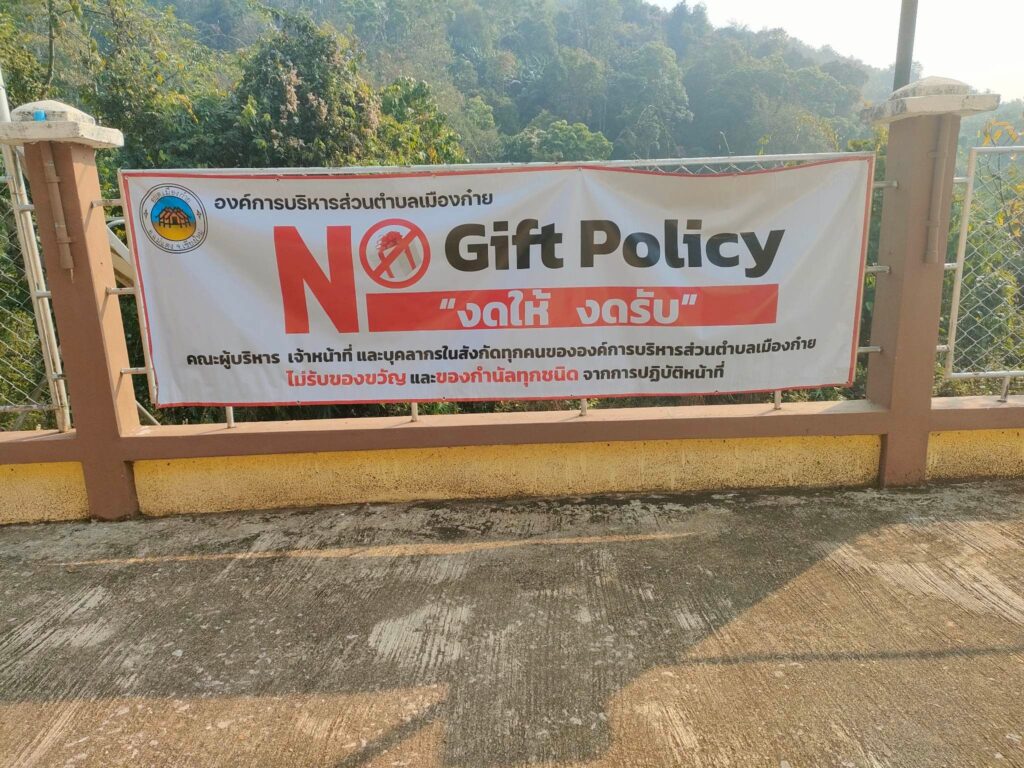 องค์การบริหารส่วนตำบลเมืองก๋าย
NO Gift Policy
"งดให้ งดรับ"
คณะผู้บริหาร เจ้าหน้าที่ และบุคลากรในสังกัดทุกคนขององค์การบริหารส่วนตำบลเมืองก๋าย
ไม่รับของขวัญ และของกำนัลทุกชนิด จากการปฏิบัติหน้าที่